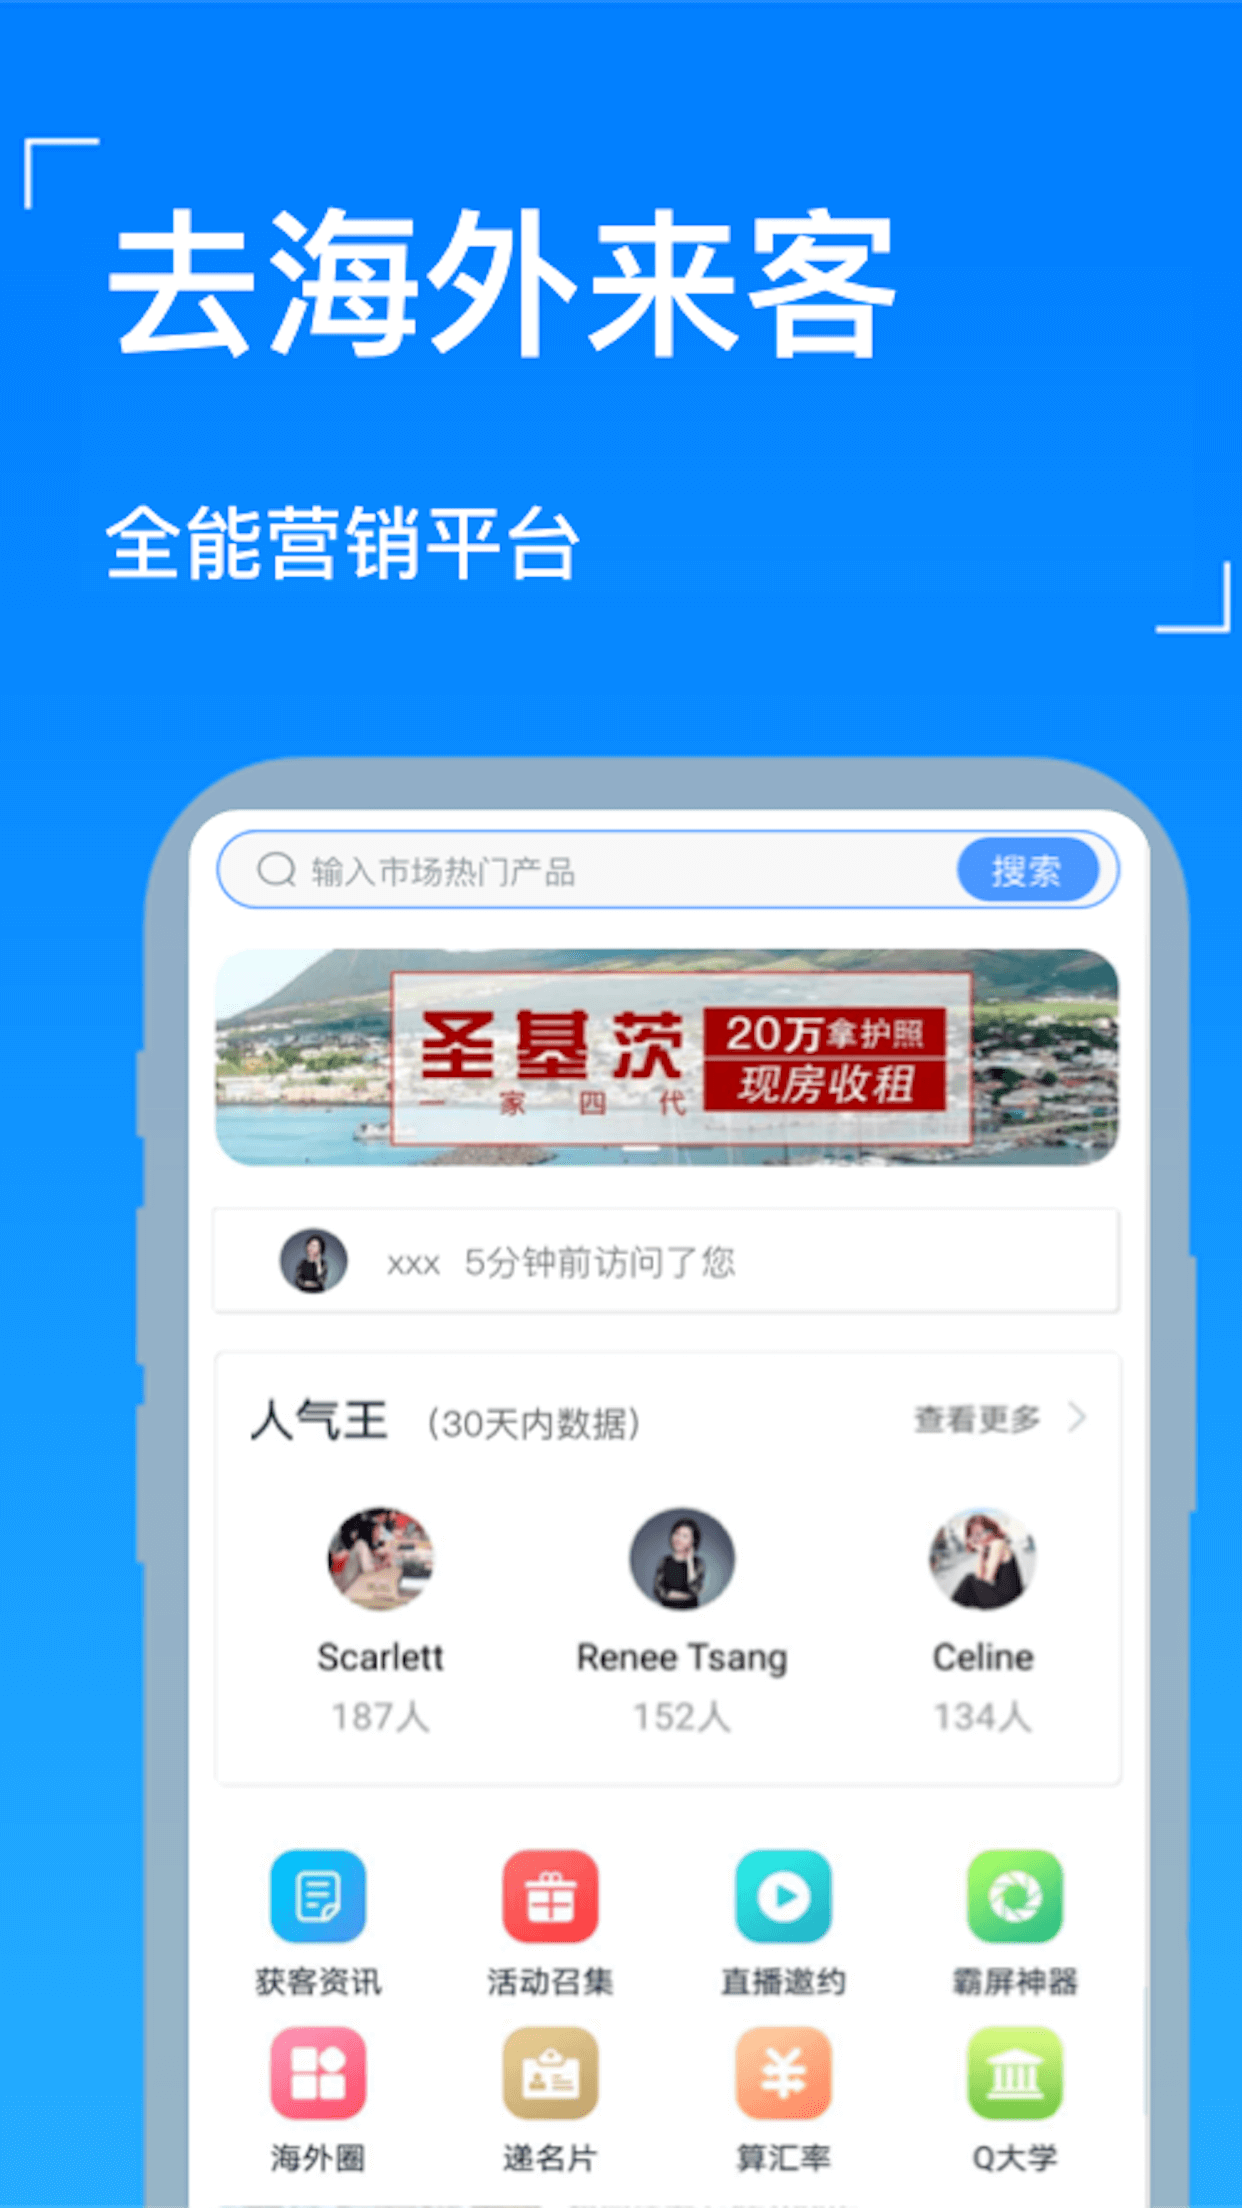 去海外来客
全能营销平台
输入市场热门产品
搜索
圣基茨
一家四代
20万拿护照
现房收租
xxx 5分钟前访问了您
人气王 (30天内数据)
查看更多
Scarlett
Renee Tsang
Celine
187人
152人
134人
获客资讯
活动召集
直播邀约
霸屏神器
海外圈
递名片
算汇率
Q大学